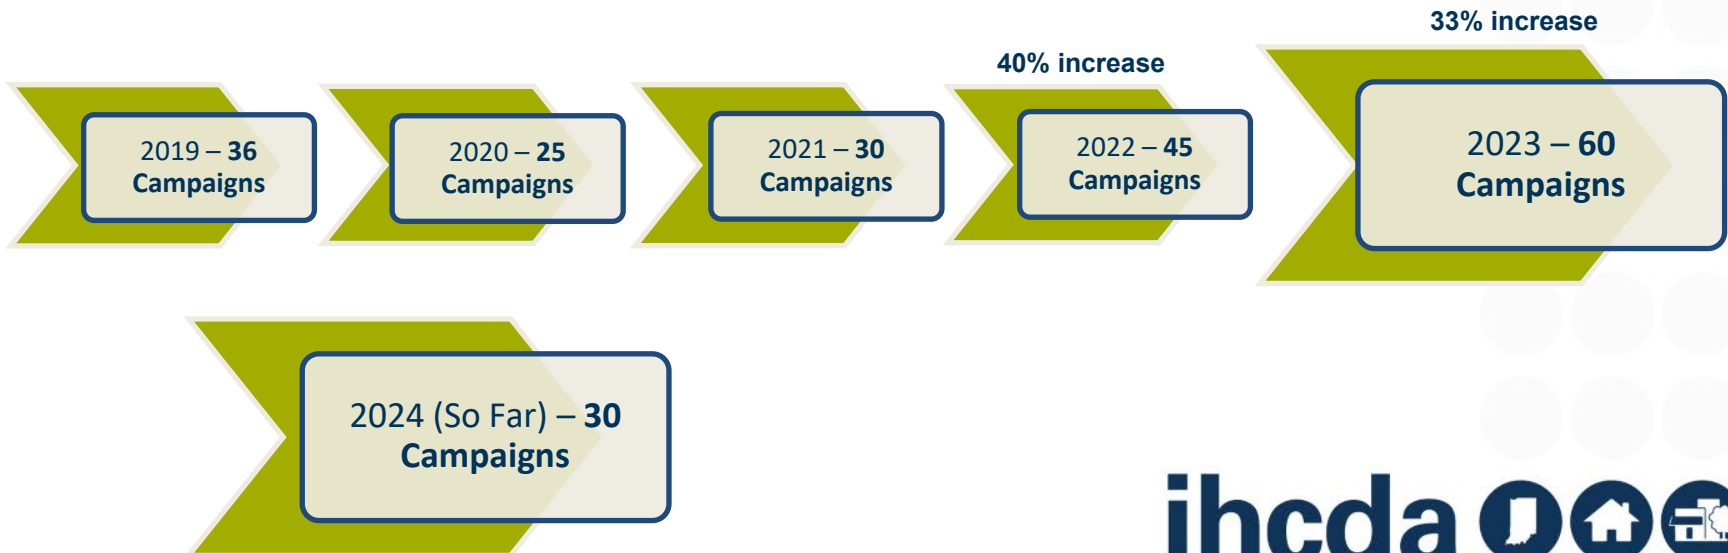 33% increase
40% increase
2019 – 36
Campaigns
2020 – 25
Campaigns
2021 – 30
Campaigns
2022 – 45
Campaigns
2023 – 60
Campaigns
2024 (So Far) – 30
Campaigns
ihcda